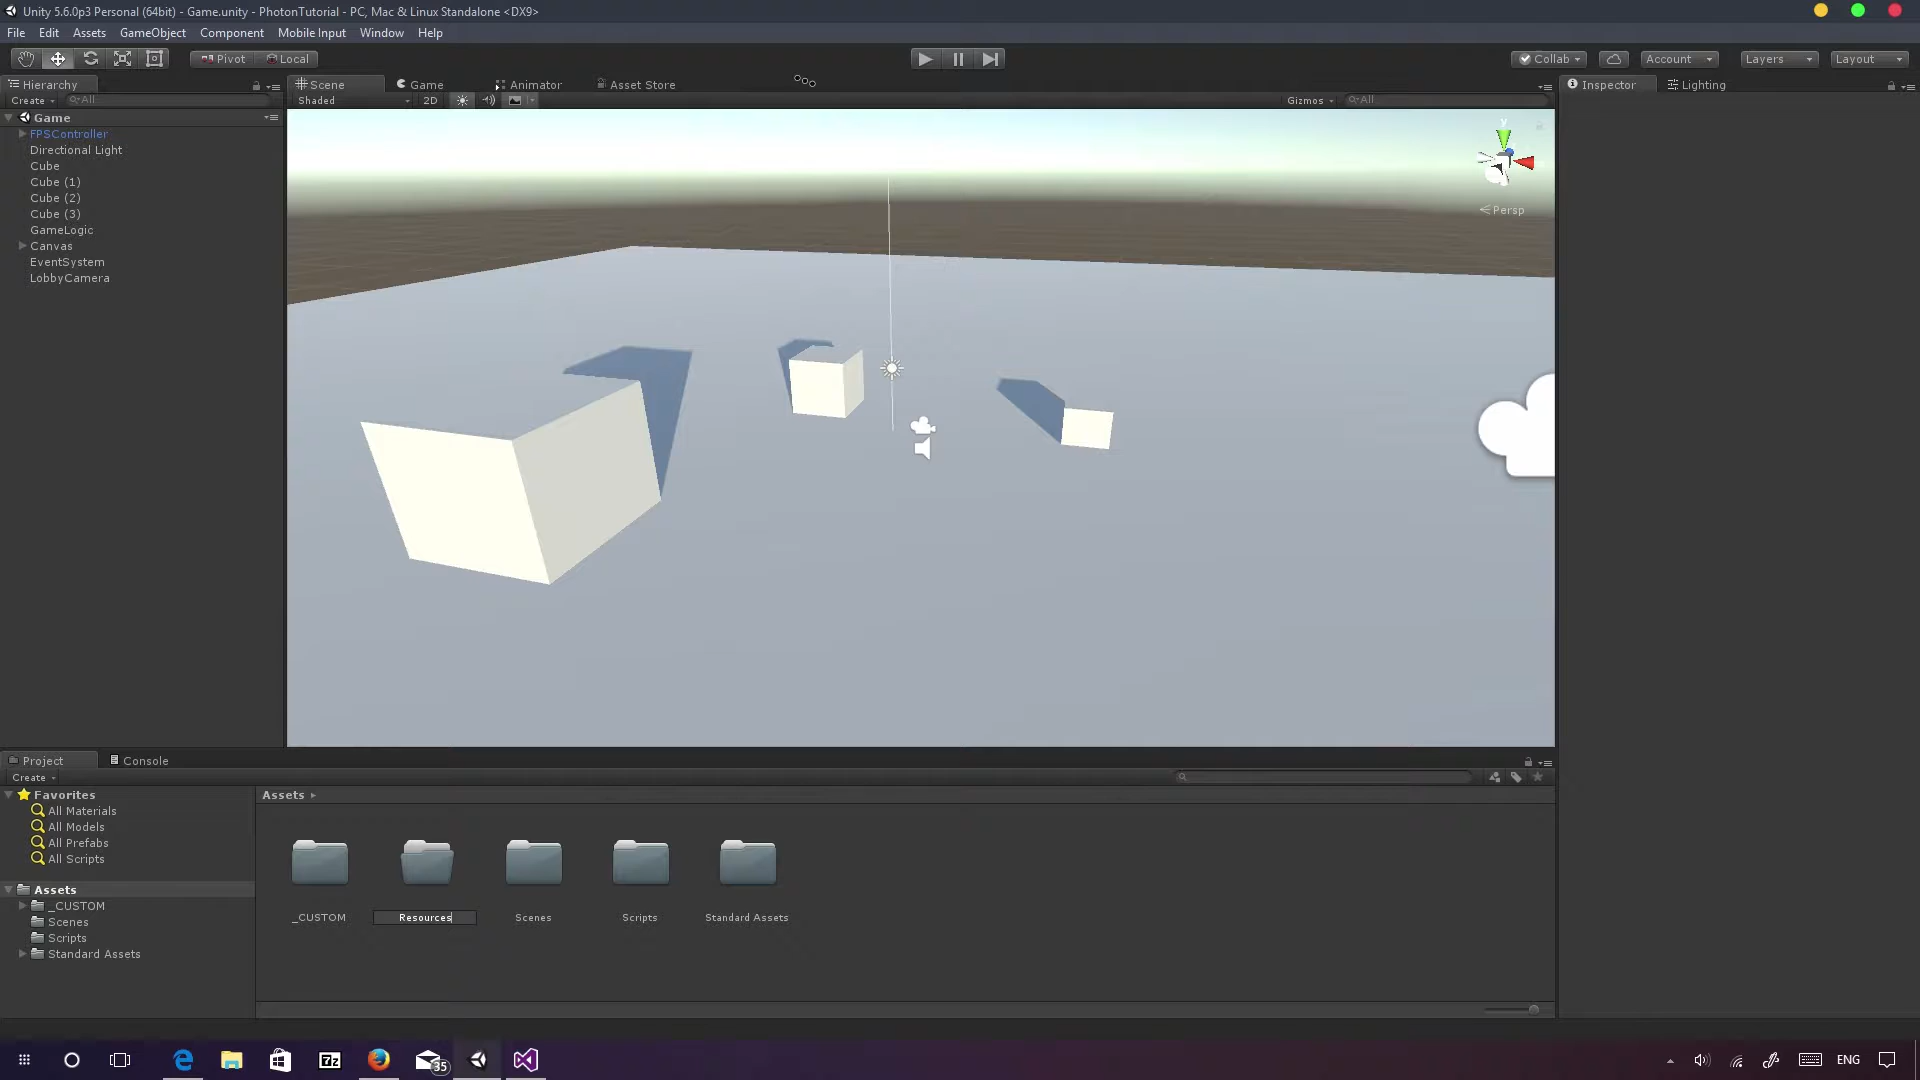 Unity 5.6.0p3 Personal (64bit) - Game.unity - PhotonTutorial - PC, Mac & Linux Standalone <DX9>
File Edit Assets GameObject Component Mobile Input Window Help
Pivot Local Collab Account Layers Layout
Hierarchy Scene Game Animator Asset Store Inspector Lighting
Create All Shaded 2D Gizmos All
Game
FPSController
Directional Light
Cube
Cube (1)
Cube (2)
Cube (3)
GameLogic
Canvas
EventSystem
LobbyCamera
y
Persp
Project Console
Create
Favorites
All Materials
All Models
All Prefabs
All Scripts
Assets
_CUSTOM
Scenes
Scripts
Standard Assets
Assets
_CUSTOM Resources Scenes Scripts Standard Assets
7z 35 ENG